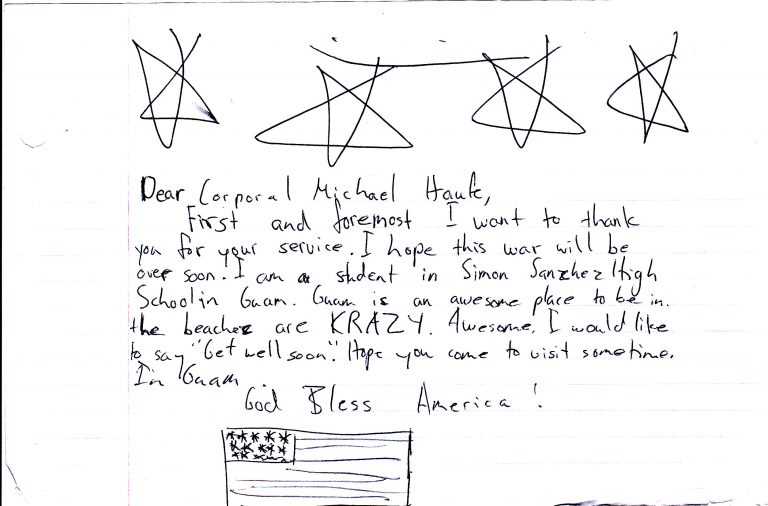 Dear Corporal Michael Hauk,
First and foremost I want to thank
you for your service. I hope this war will be
over soon. I am a student in Simon Sanzhez High
School in Guam. Guam is an awesome place to be in.
the beachez are KRAZY. Awesome. I would like
to say "Get well soon". Hope you come to visit sometime.
In Guam
God Bless America!